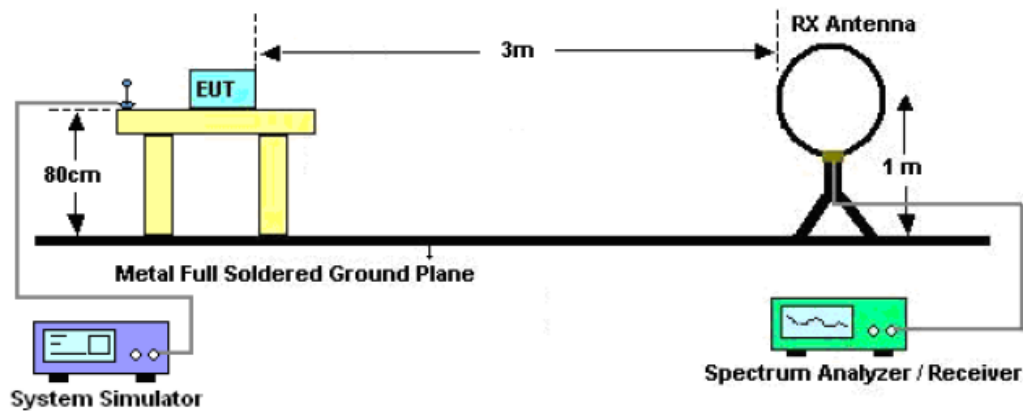 RX Antenna
3m
EUT
80cm
1 m
Metal Full Soldered Ground Plane
System Simulator
Spectrum Analyzer / Receiver